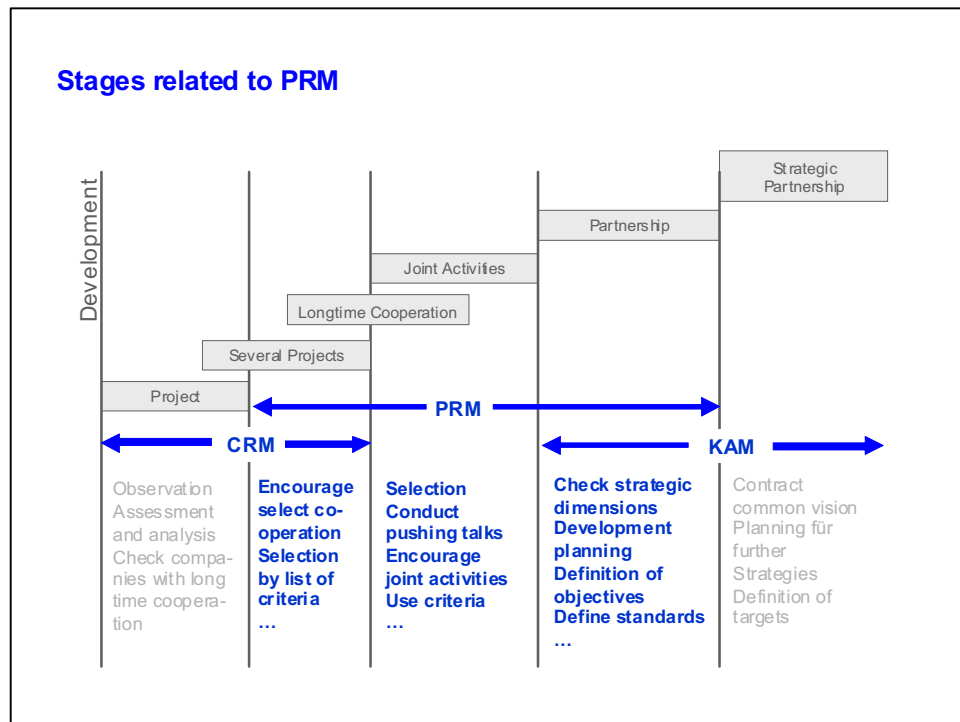 Stages related to PRM
Development
Strategic
Partnership
Partnership
Joint Activities
Longtime Cooperation
Several Projects
Project
PRM
CRM
KAM
Observation
Assessment
and analysis
Check compa-
nies with long
time coopera-
tion
Encourage
select co-
operation
Selection
by list of
criteria
…
Selection
Conduct
pushing talks
Encourage
joint activities
Use criteria
…
Check strategic
dimensions
Development
planning
Definition of
objectives
Define standards
…
Contract
common vision
Planning für
further
Strategies
Definition of
targets